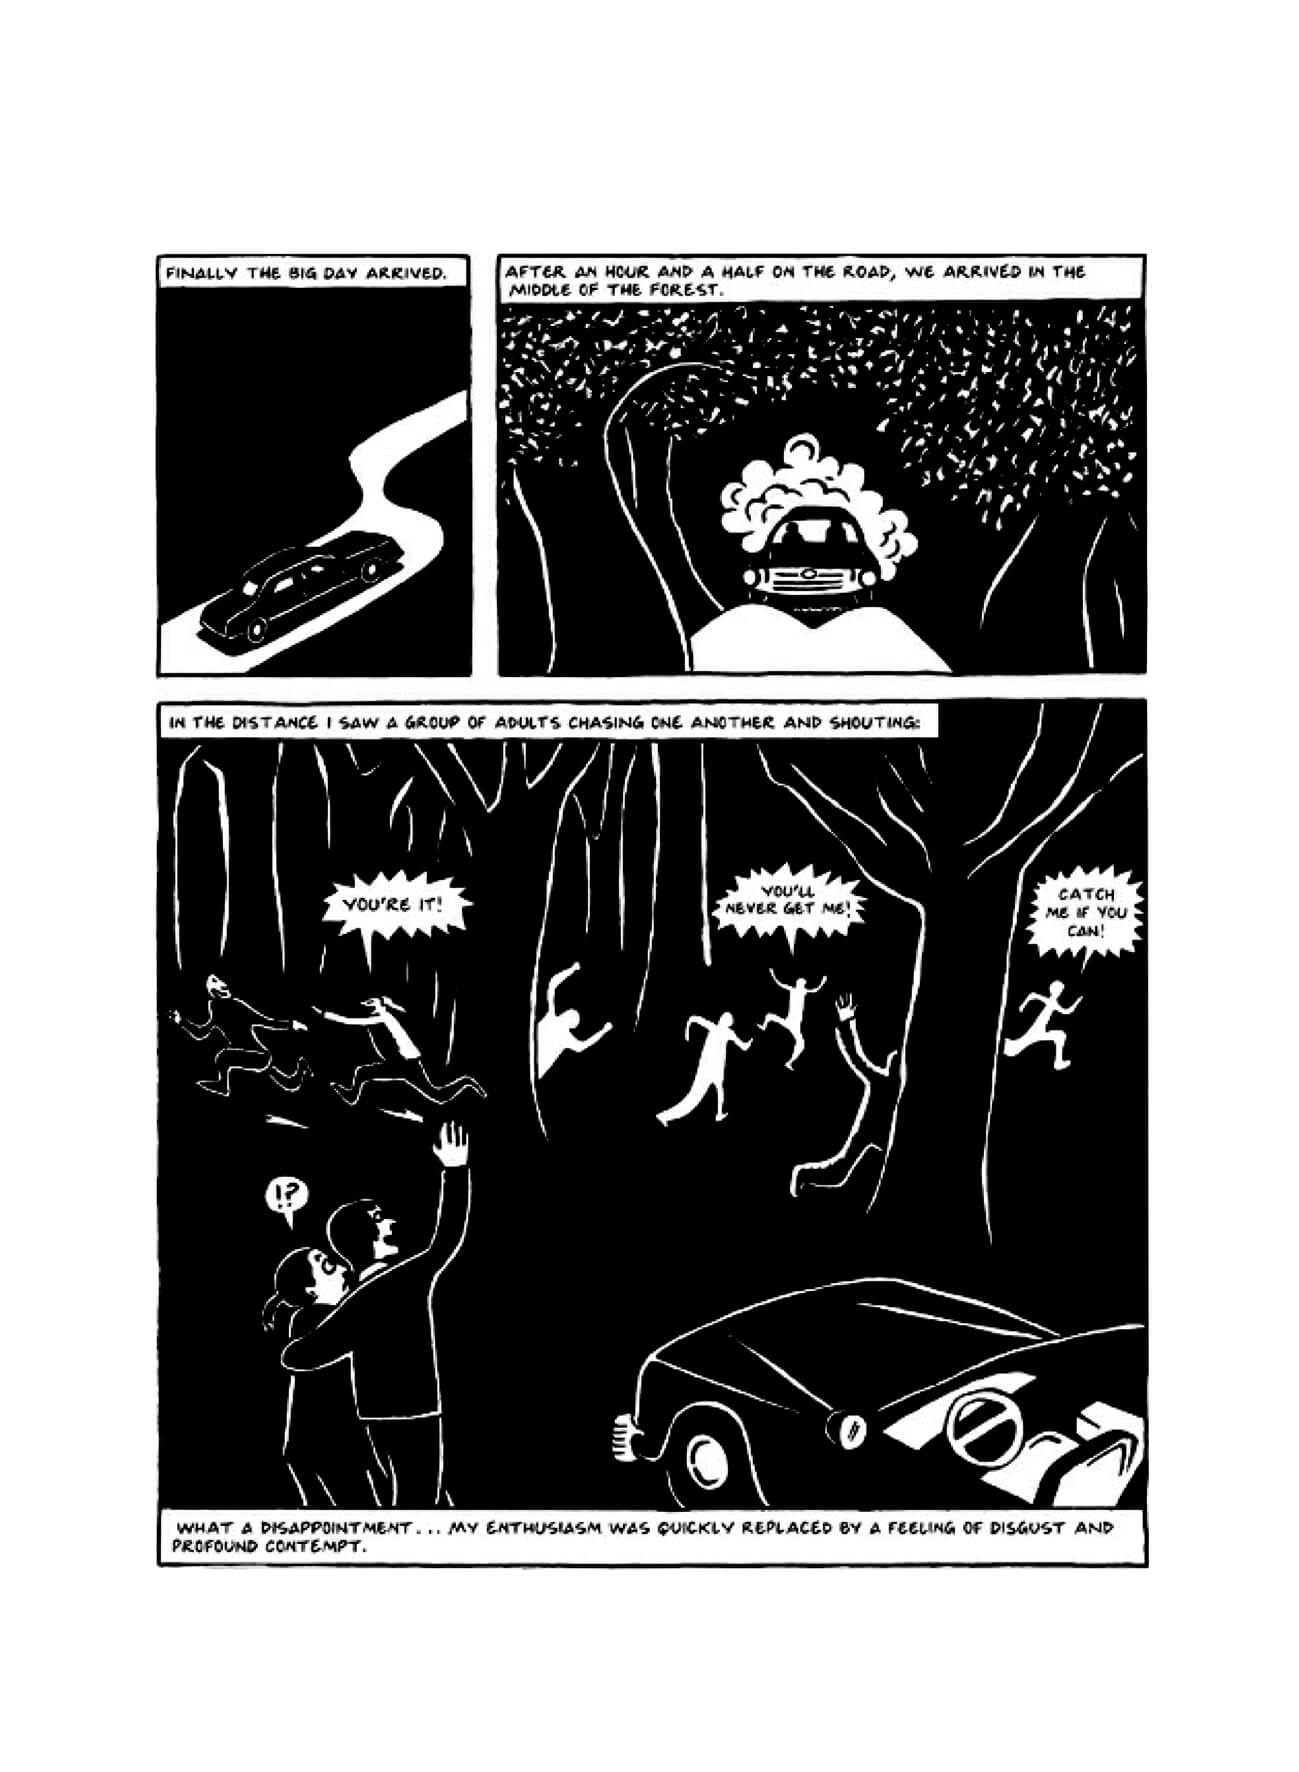 FINALLY THE BIG DAY ARRIVED.
AFTER AN HOUR AND A HALF ON THE ROAD, WE ARRIVED IN THE
MIDDLE OF THE FOREST.
IN THE DISTANCE I SAW A GROUP OF ADULTS CHASING ONE ANOTHER AND SHOUTING:
YOU'RE IT!
YOU'LL
NEVER GET ME!
CATCH
ME IF YOU
CAN!
!?
WHAT A DISAPPOINTMENT... MY ENTHUSIASM WAS QUICKLY REPLACED BY A FEELING OF DISGUST AND
PROFOUND CONTEMPT.